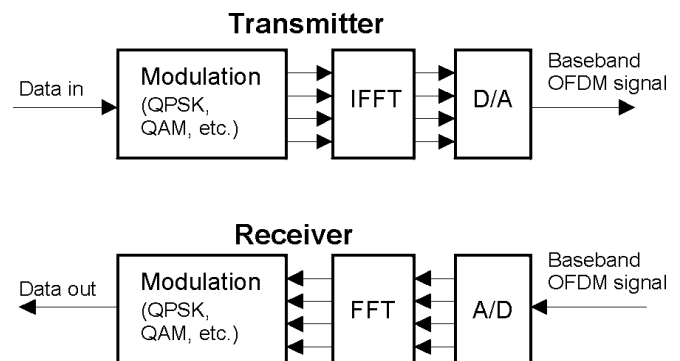 Transmitter
Data in
Modulation
(QPSK,
QAM, etc.)
IFFT
D/A
Baseband
OFDM signal
Receiver
Data out
Modulation
(QPSK,
QAM, etc.)
FFT
A/D
Baseband
OFDM signal